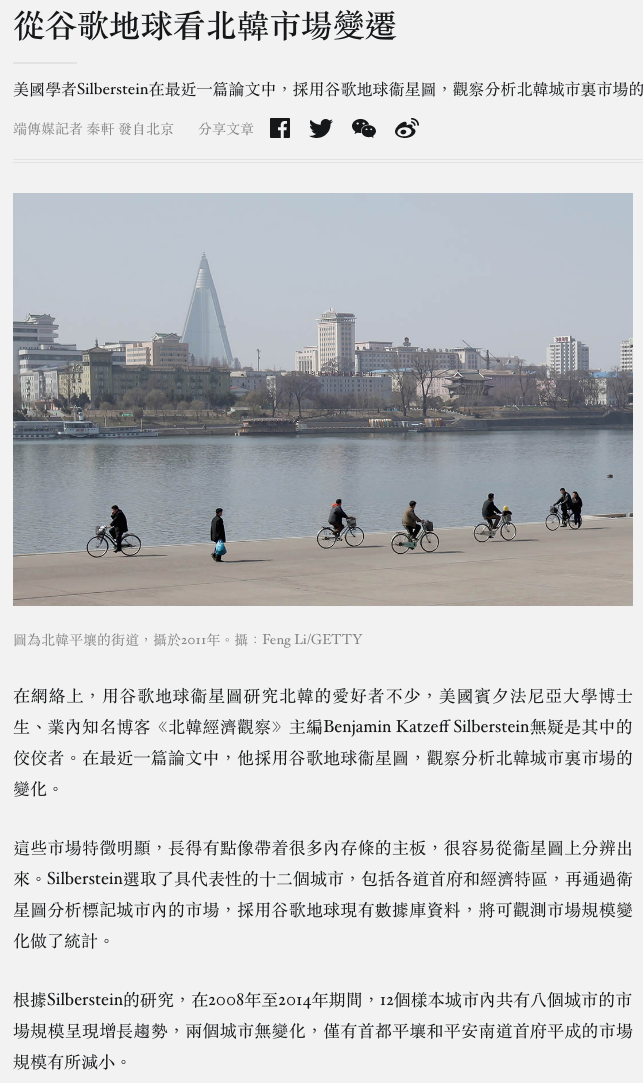 從谷歌地球看北韓市場變遷
美國學者Silberstein在最近一篇論文中，採用谷歌地球衞星圖，觀察分析北韓城市裏市場的
端傳媒記者 秦軒 發自北京 分享文章
圖為北韓平壤的街道，攝於2011年。攝：Feng Li/GETTY
在網絡上，用谷歌地球衞星圖研究北韓的愛好者不少，美國賓夕法尼亞大學博士
生、業內知名博客《北韓經濟觀察》主編Benjamin Katzeff Silberstein無疑是其中的
佼佼者。在最近一篇論文中，他採用谷歌地球衞星圖，觀察分析北韓城市裏市場的
變化。
這些市場特徵明顯，長得有點像帶着很多內存條的主板，很容易從衞星圖上分辨出
來。Silberstein選取了具代表性的十二個城市，包括各道首府和經濟特區，再通過衛
星圖分析標記城市內的市場，採用谷歌地球現有數據庫資料，將可觀測市場規模變
化做了統計。
根據Silberstein的研究，在2008年至2014年期間，12個樣本城市內共有八個城市的市
場規模呈現增長趨勢，兩個城市無變化，僅有首都平壤和平安南道首府平成的市場
規模有所減小。